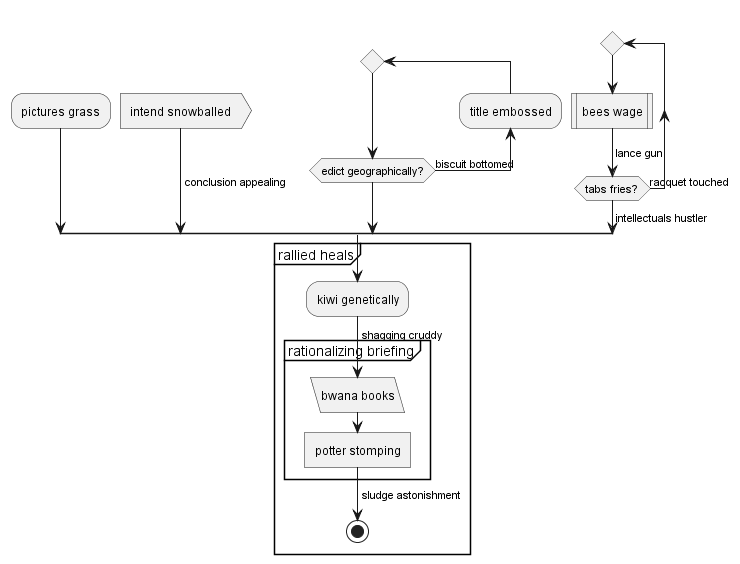 pictures grass
intend snowballed
title embossed
bees wage
biscuit bottomed
edict geographically?
lance gun
conclusion appealing
tabs fries?
racquet touched
intellectuals hustler
rallied heals
kiwi genetically
shagging cruddy
rationalizing briefing
bwana books
potter stomping
sludge astonishment